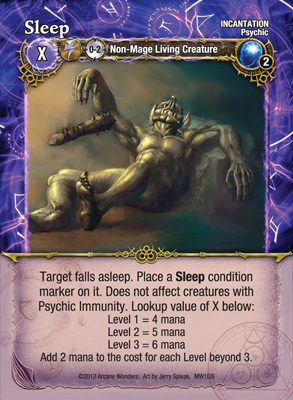 Sleep
INCANTATION
Psychic
X
0-2
Non-Mage Living Creature
2
Target falls asleep. Place a Sleep condition
marker on it. Does not affect creatures with
Psychic Immunity. Lookup value of X below:
Level 1 = 4 mana
Level 2 = 5 mana
Level 3 = 6 mana
Add 2 mana to the cost for each Level beyond 3.
©2012 Arcane Wonders. Art by Jerry Spivak. MW1I26